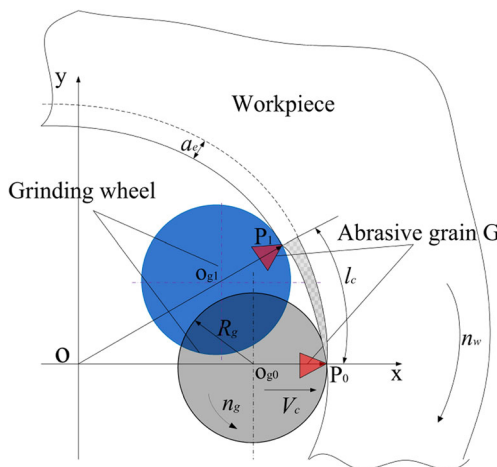 y
Workpiece
aₑ
Grinding wheel
P₁
Abrasive grain G
O_g1
l_c
R_g
n_w
O
O_g0
P₀
x
n_g
V_c